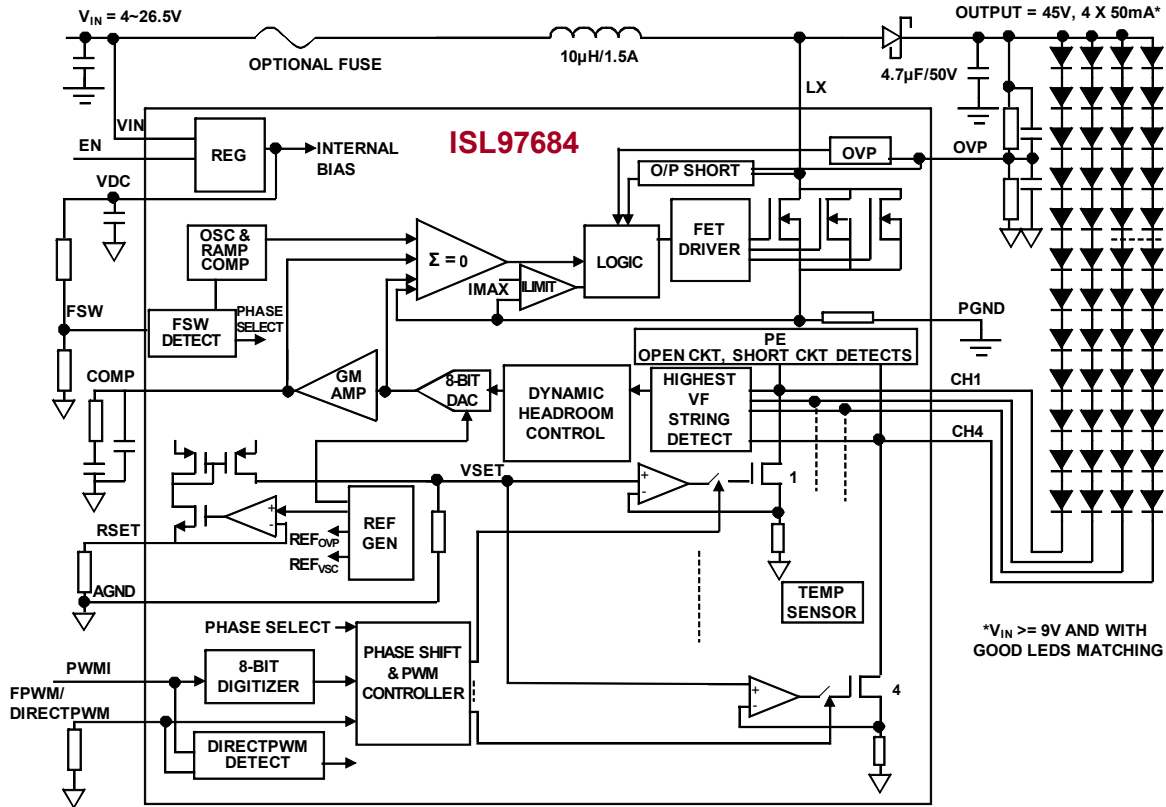 V_IN = 4~26.5V
OUTPUT = 45V, 4 X 50mA*
OPTIONAL FUSE
10µH/1.5A
4.7µF/50V
LX
VIN
ISL97684
EN
REG
INTERNAL
BIAS
OVP
OVP
O/P SHORT
VDC
OSC &
RAMP
COMP
Σ = 0
LOGIC
FET
DRIVER
IMAX
ILIMIT
FSW
FSW
DETECT
PHASE
SELECT
PGND
PE
OPEN CKT, SHORT CKT DETECTS
COMP
GM
AMP
8-BIT
DAC
DYNAMIC
HEADROOM
CONTROL
HIGHEST
VF
STRING
DETECT
CH1
CH4
VSET
+
-
1
+
-
RSET
REF
GEN
REF_OVP
REF_VSC
AGND
TEMP
SENSOR
PHASE SELECT
*V_IN >= 9V AND WITH
GOOD LEDS MATCHING
PWMI
8-BIT
DIGITIZER
PHASE SHIFT
& PWM
CONTROLLER
FPWM/
DIRECTPWM
+
-
4
DIRECTPWM
DETECT